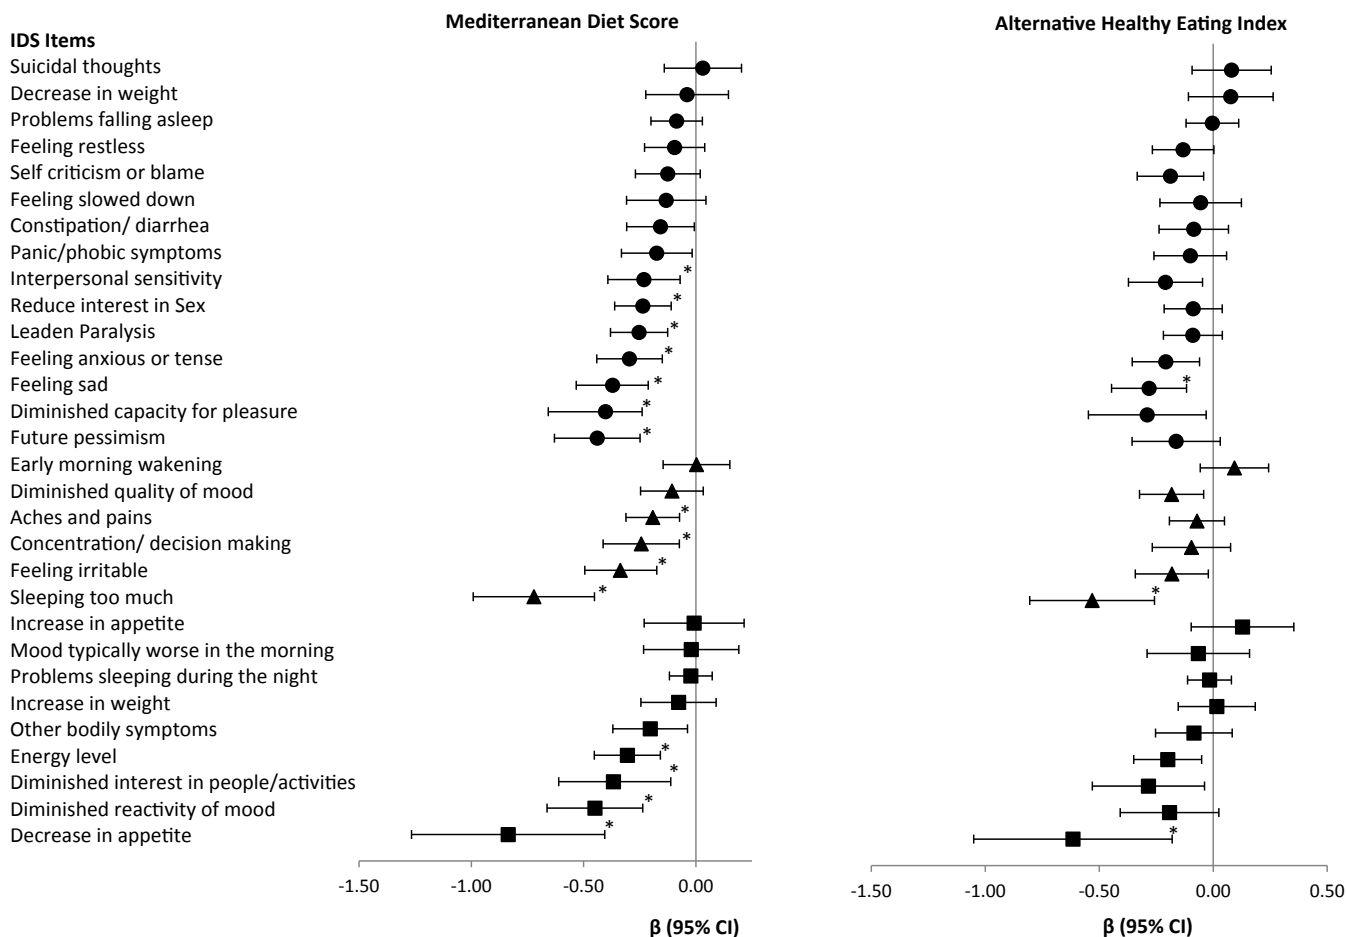 Mediterranean Diet Score
Alternative Healthy Eating Index
IDS Items
Suicidal thoughts
Decrease in weight
Problems falling asleep
Feeling restless
Self criticism or blame
Feeling slowed down
Constipation/ diarrhea
Panic/phobic symptoms
Interpersonal sensitivity *
Reduce interest in Sex *
Leaden Paralysis *
Feeling anxious or tense *
Feeling sad * *
Diminished capacity for pleasure *
Future pessimism *
Early morning wakening
Diminished quality of mood
Aches and pains *
Concentration/ decision making *
Feeling irritable *
Sleeping too much * *
Increase in appetite
Mood typically worse in the morning
Problems sleeping during the night
Increase in weight
Other bodily symptoms
Energy level *
Diminished interest in people/activities *
Diminished reactivity of mood *
Decrease in appetite * *
-1.50 -1.00 -0.50 0.00 -1.50 -1.00 -0.50 0.00 0.50
β (95% CI) β (95% CI)